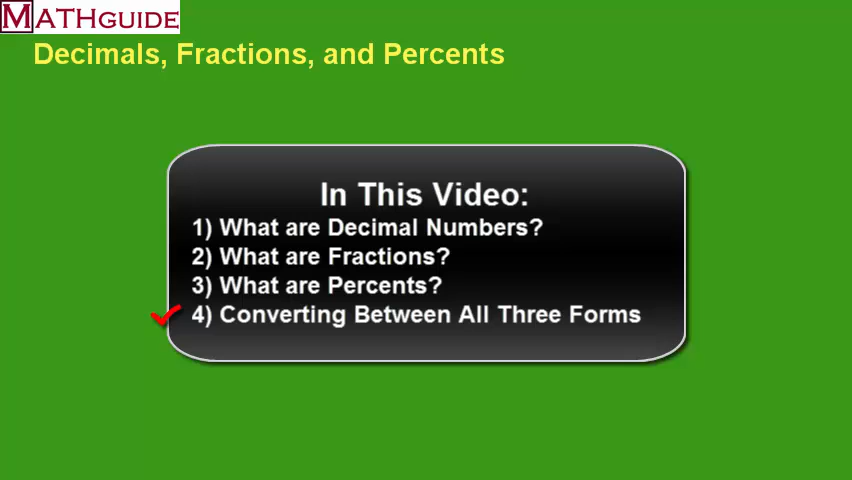 MATHGUIDE
Decimals, Fractions, and Percents
In This Video:
1) What are Decimal Numbers?
2) What are Fractions?
3) What are Percents?
4) Converting Between All Three Forms